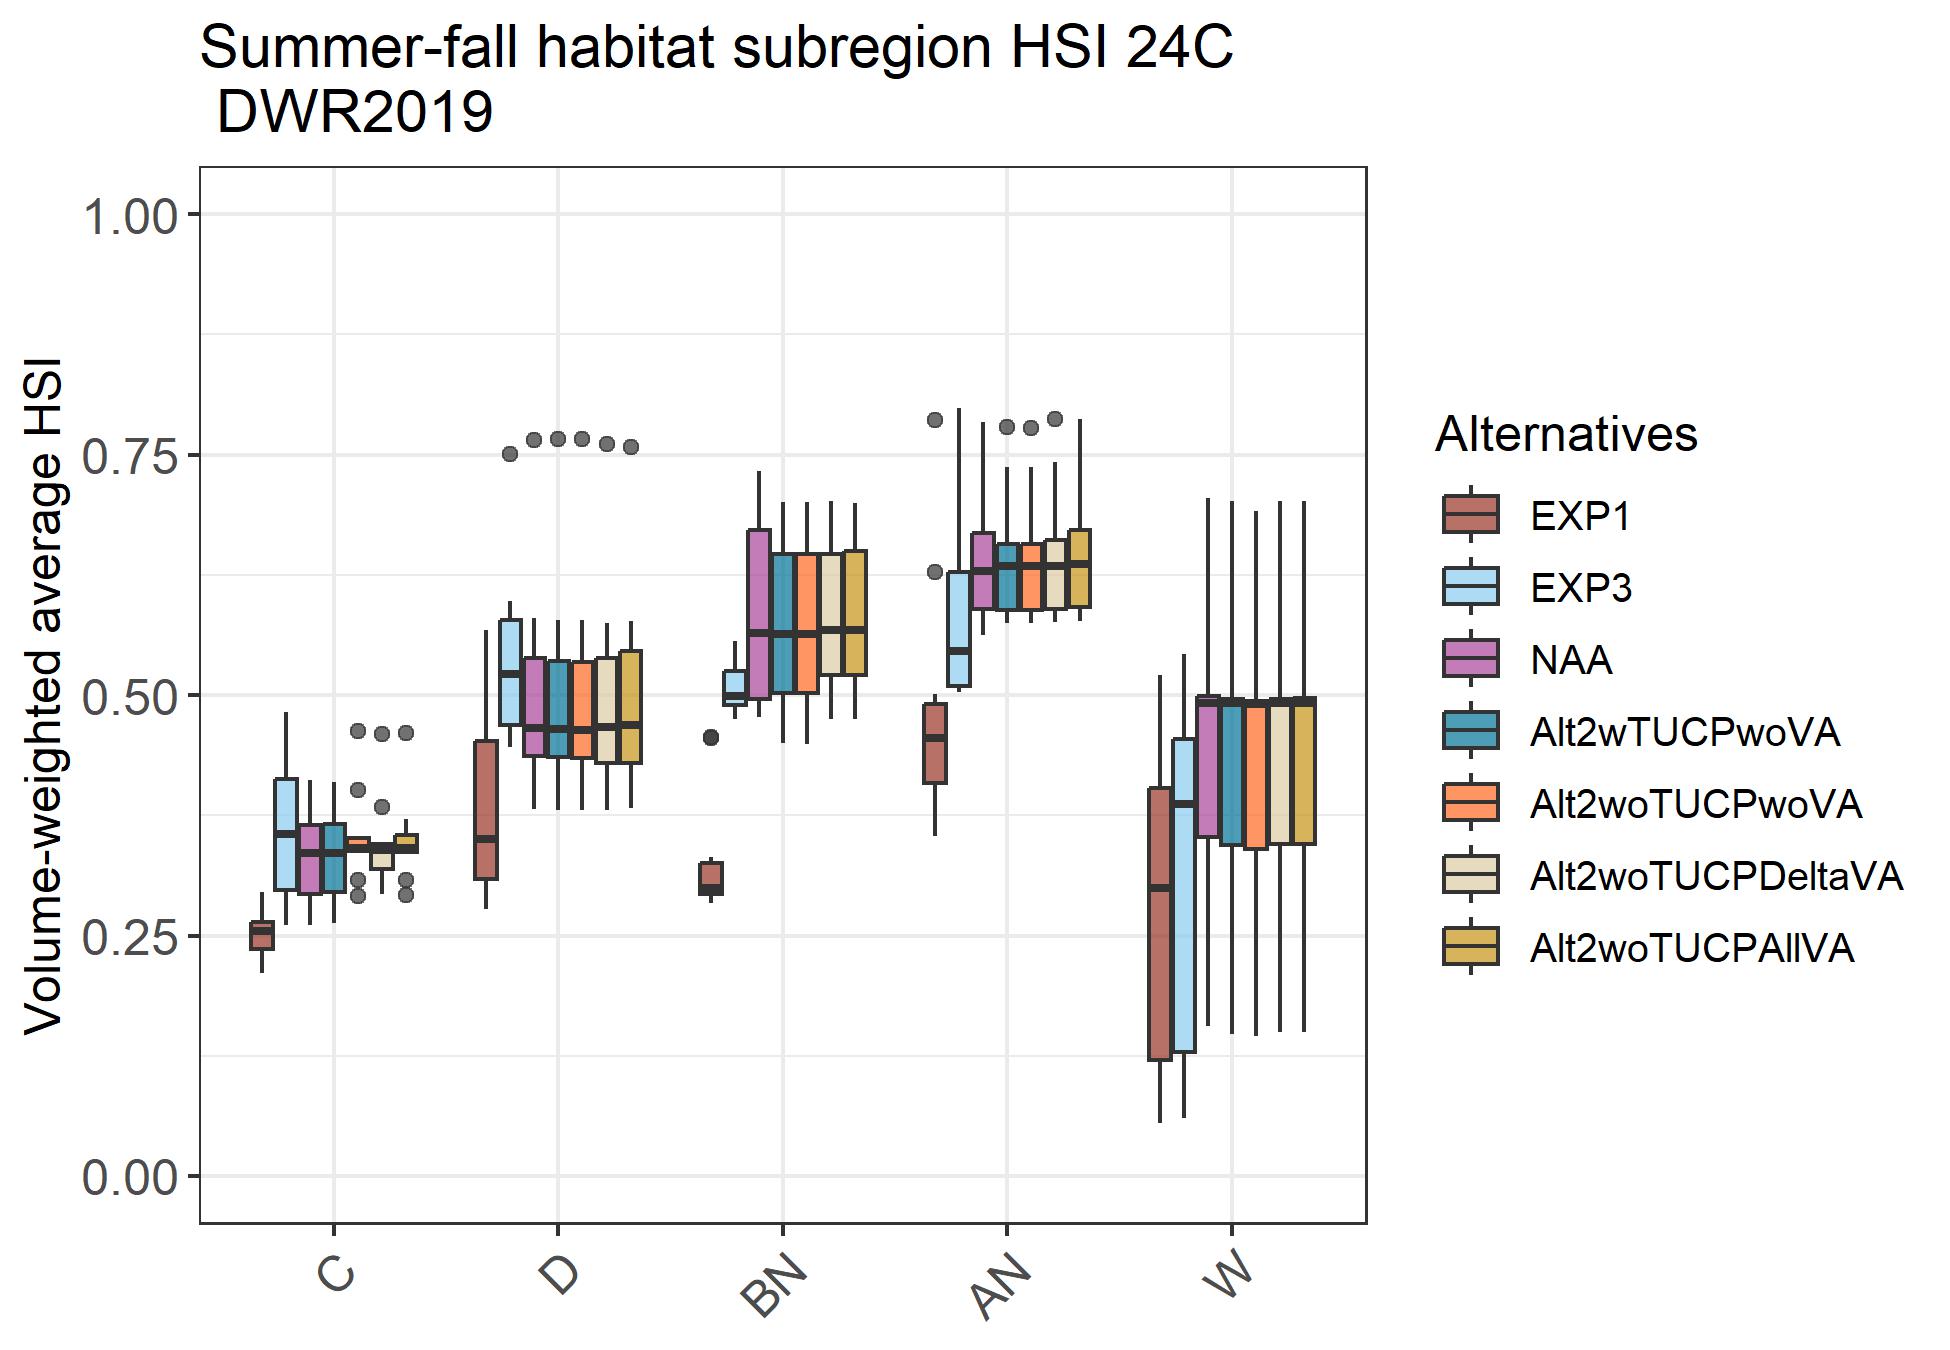 Summer-fall habitat subregion HSI 24C
DWR2019
Volume-weighted average HSI
1.00
0.75
0.50
0.25
0.00
C
D
BN
AN
W
Alternatives
EXP1
EXP3
NAA
Alt2wTUCPwoVA
Alt2woTUCPwoVA
Alt2woTUCPDeltaVA
Alt2woTUCPAllVA